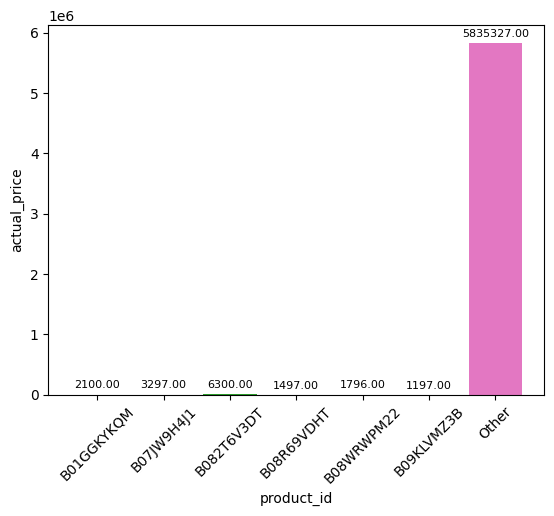 1e6
5835327.00
6
5
4
3
2
1
0
actual_price
2100.00
3297.00
6300.00
1497.00
1796.00
1197.00
B01GGKYKQM
B07JW9H4J1
B082T6V3DT
B08R69VDHT
B08WRWPM22
B09KLVMZ3B
Other
product_id